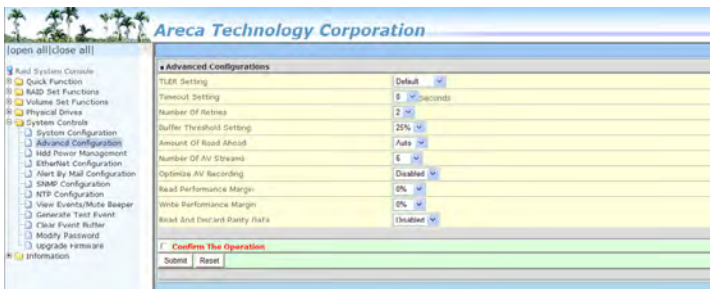 Areca Technology Corporation
|open all|close all|
Raid System Console
Quick Function
RAID Set Functions
Volume Set Functions
Physical Drives
System Controls
System Configuration
Advanced Configuration
Hdd Power Management
EtherNet Configuration
Alert By Mail Configuration
SNMP Configuration
NTP Configuration
View Events/Mute Beeper
Generate Test Event
Clear Event Buffer
Modify Password
Upgrade Firmware
Information
Advanced Configurations
TLER Setting Default
Timeout Setting 8 Seconds
Number Of Retries 2
Buffer Threshold Setting 25%
Amount Of Read Ahead Auto
Number Of AV Streams 6
Optimize AV Recording Disabled
Read Performance Margin 0%
Write Performance Margin 0%
Read And Discard Parity Data Disabled
Confirm The Operation
Submit Reset